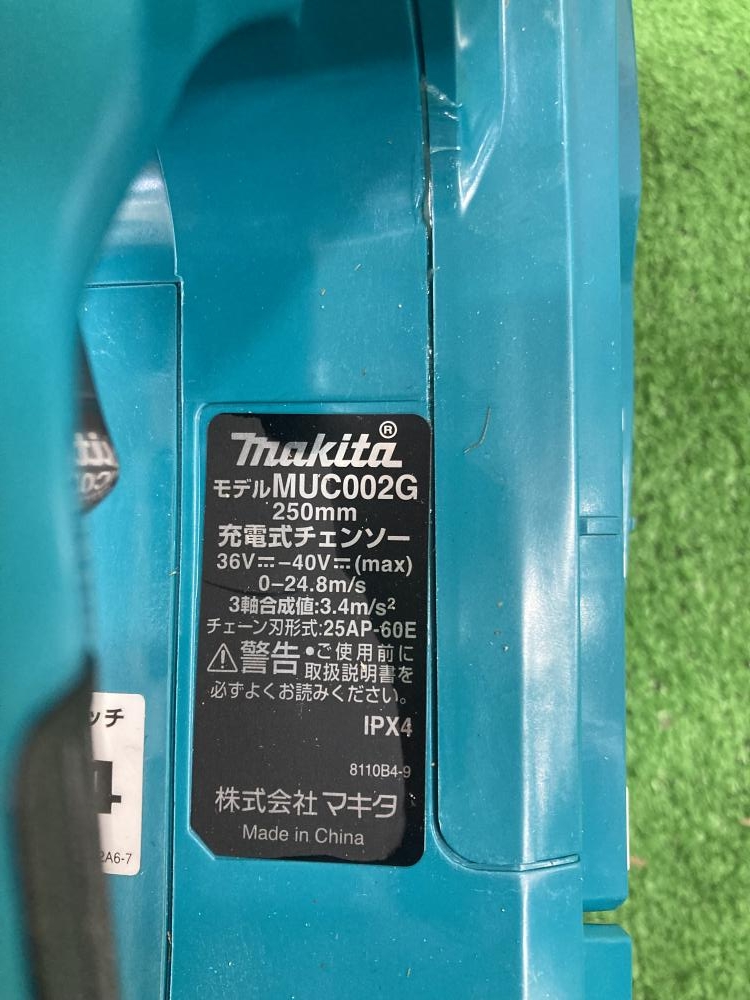 makita®
モデルMUC002G
250mm
充電式チェンソー
36V⎓-40V⎓(max)
0-24.8m/s
3軸合成値:3.4m/s²
チェーン刃形式:25AP-60E
⚠警告 •ご使用前に
取扱説明書を
必ずよくお読みください。
IPX4
8110B4-9
株式会社マキタ
Made in China
ッチ
4
2A6-7